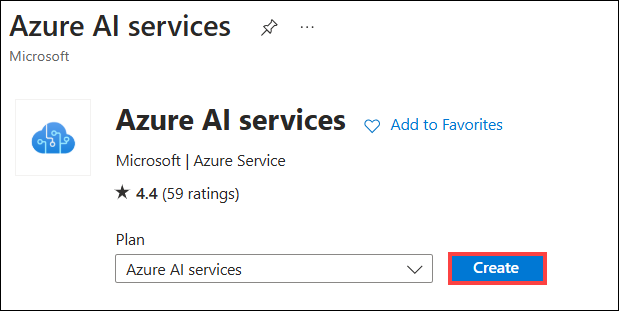 Azure AI services ...
Microsoft
Azure AI services
Add to Favorites
Microsoft | Azure Service
★ 4.4 (59 ratings)
Plan
Azure AI services
Create